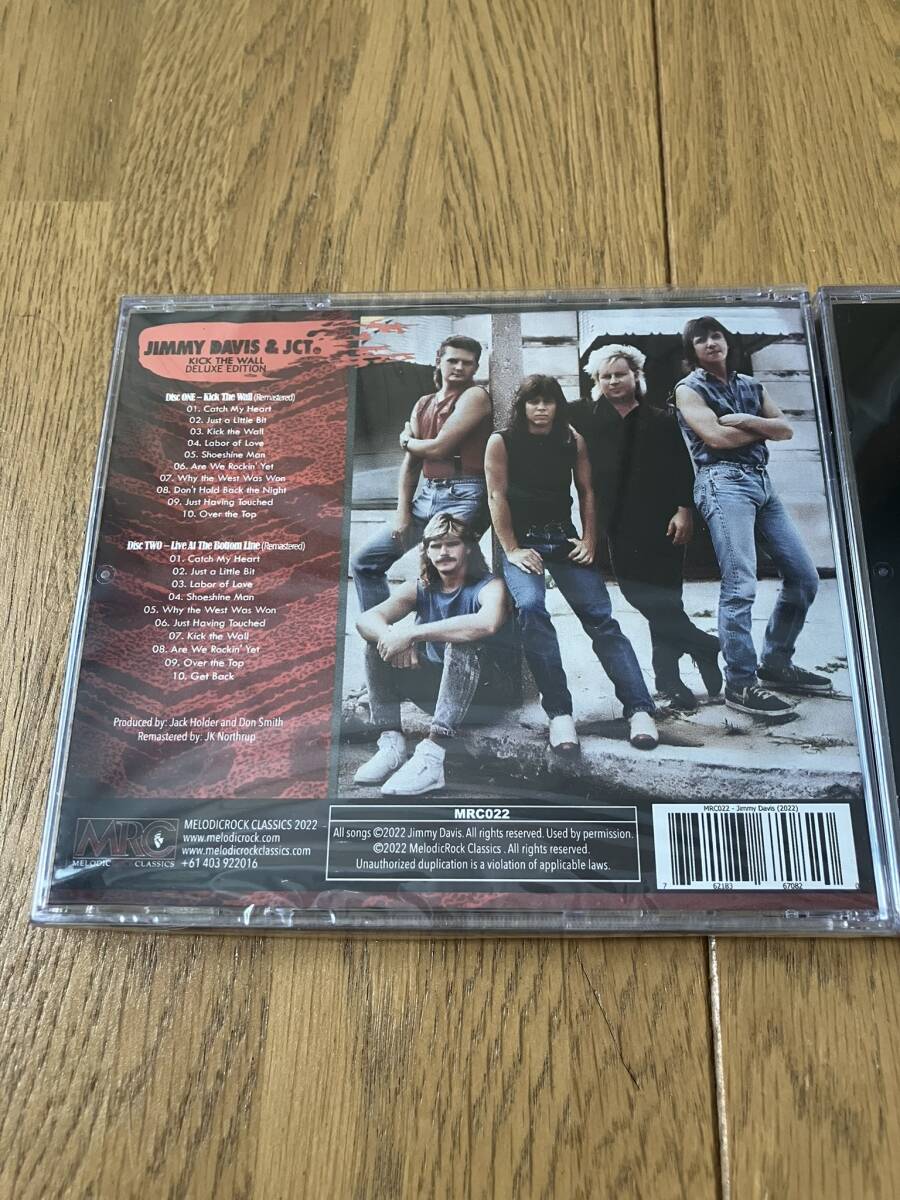 JIMMY DAVIS & JCT.
KICK THE WALL
DELUXE EDITION
Disc ONE – Kick The Wall (Remastered)
01. Catch My Heart
02. Just a Little Bit
03. Kick the Wall
04. Labor of Love
05. Shoeshine Man
06. Are We Rockin' Yet
07. Why the West Was Won
08. Don't Hold Back the Night
09. Just Having Touched
10. Over the Top
Disc TWO – Live At The Bottom Line (Remastered)
01. Catch My Heart
02. Just a Little Bit
03. Labor of Love
04. Shoeshine Man
05. Why the West Was Won
06. Just Having Touched
07. Kick the Wall
08. Are We Rockin' Yet
09. Over the Top
10. Get Back
Produced by: Jack Holder and Don Smith
Remastered by: JK Northrup
MRC
MELODIC CLASSICS
MELODICROCK CLASSICS 2022
www.melodicrock.com
www.melodicrockclassics.com
+61 403 922016
MRC022
All songs ©2022 Jimmy Davis. All rights reserved. Used by permission.
©2022 MelodicRock Classics . All rights reserved.
Unauthorized duplication is a violation of applicable laws.
MRC022 - Jimmy Davis (2022)
7 62183 67082 0